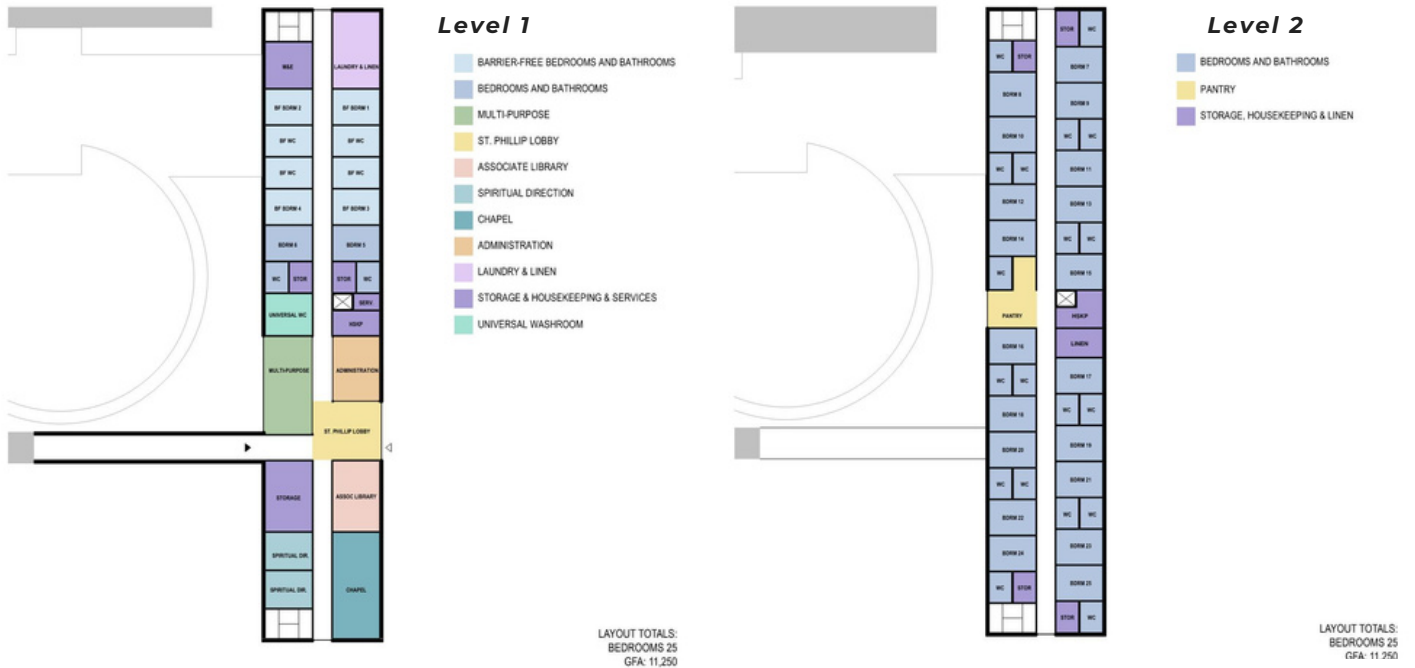 Level 1
BARRIER-FREE BEDROOMS AND BATHROOMS
BEDROOMS AND BATHROOMS
MULTI-PURPOSE
ST. PHILLIP LOBBY
ASSOCIATE LIBRARY
SPIRITUAL DIRECTION
CHAPEL
ADMINISTRATION
LAUNDRY & LINEN
STORAGE & HOUSEKEEPING & SERVICES
UNIVERSAL WASHROOM
M&E
LAUNDRY & LINEN
BF BDRM 2
BF BDRM 1
BF WC
BF WC
BF WC
BF WC
BF BDRM 4
BF BDRM 3
BDRM 6
BDRM 5
WC
STOR
STOR
WC
SERV.
UNIVERSAL WC
HSKP
MULTI-PURPOSE
ADMINISTRATION
ST. PHILLIP LOBBY
STORAGE
ASSOC LIBRARY
SPIRITUAL DIR.
SPIRITUAL DIR.
CHAPEL
LAYOUT TOTALS:
BEDROOMS 25
GFA: 11,250
Level 2
BEDROOMS AND BATHROOMS
PANTRY
STORAGE, HOUSEKEEPING & LINEN
STOR
WC
WC
STOR
BDRM 7
BDRM 8
BDRM 9
BDRM 10
WC
WC
WC
WC
BDRM 11
BDRM 12
BDRM 13
BDRM 14
WC
WC
WC
BDRM 15
PANTRY
HSKP
BDRM 16
LINEN
BDRM 17
WC
WC
WC
WC
BDRM 18
BDRM 19
BDRM 20
BDRM 21
WC
WC
WC
WC
BDRM 22
BDRM 23
BDRM 24
BDRM 25
WC
STOR
STOR
WC
LAYOUT TOTALS:
BEDROOMS 25
GFA: 11,250